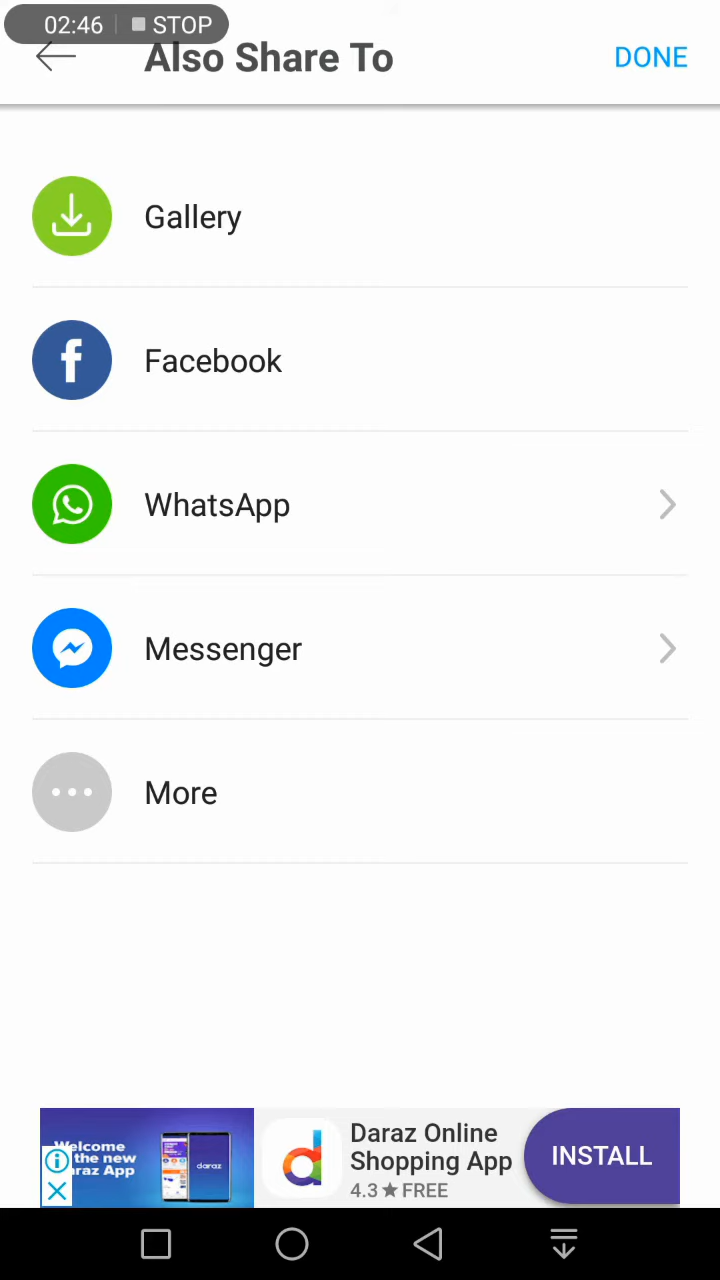 02:46 STOP
Also Share To
DONE
Gallery
Facebook
WhatsApp
Messenger
More
Welcome
the new
araz App
daraz
Daraz Online
Shopping App
4.3★FREE
INSTALL